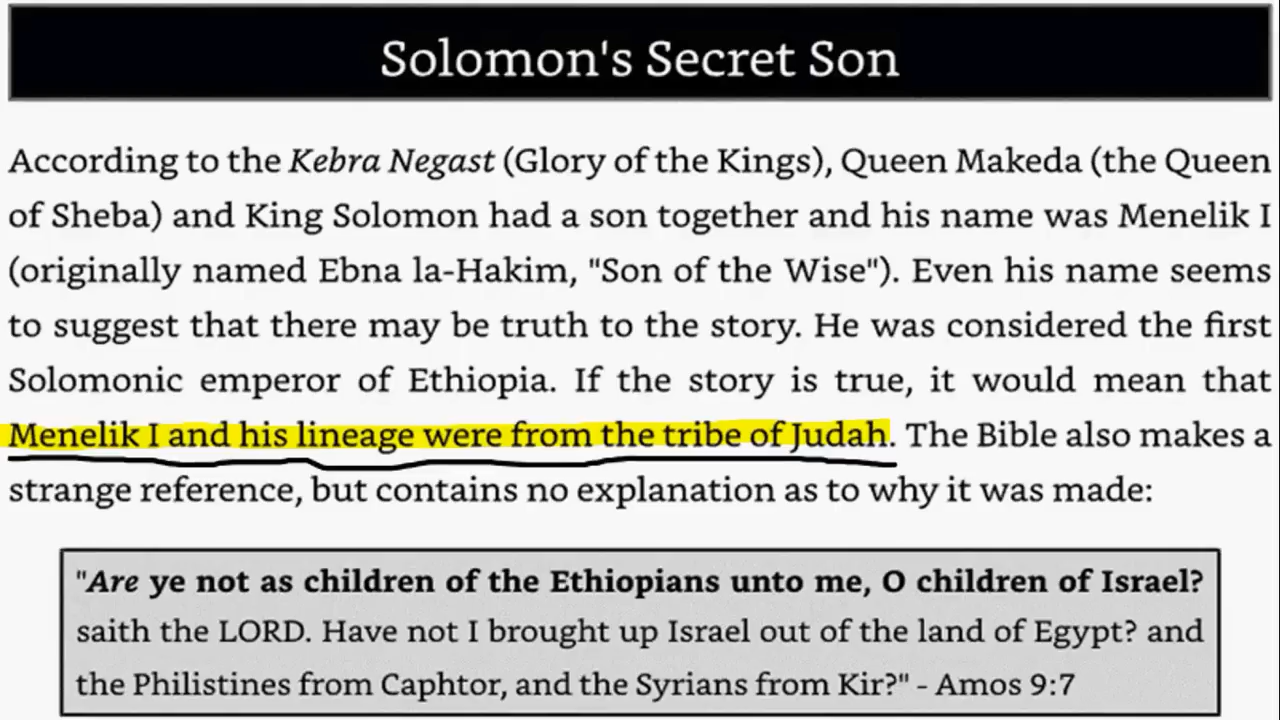 Solomon's Secret Son
According to the Kebra Negast (Glory of the Kings), Queen Makeda (the Queen
of Sheba) and King Solomon had a son together and his name was Menelik I
(originally named Ebna la-Hakim, "Son of the Wise"). Even his name seems
to suggest that there may be truth to the story. He was considered the first
Solomonic emperor of Ethiopia. If the story is true, it would mean that
Menelik I and his lineage were from the tribe of Judah. The Bible also makes a
strange reference, but contains no explanation as to why it was made:
"Are ye not as children of the Ethiopians unto me, O children of Israel?
saith the LORD. Have not I brought up Israel out of the land of Egypt? and
the Philistines from Caphtor, and the Syrians from Kir?" - Amos 9:7